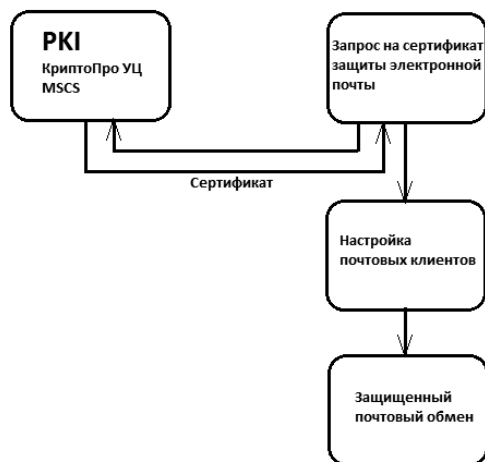 PKI
КриптоПро УЦ
MSCS
Запрос на сертификат
защиты электронной
почты
Сертификат
Настройка
почтовых клиентов
Защищенный
почтовый обмен